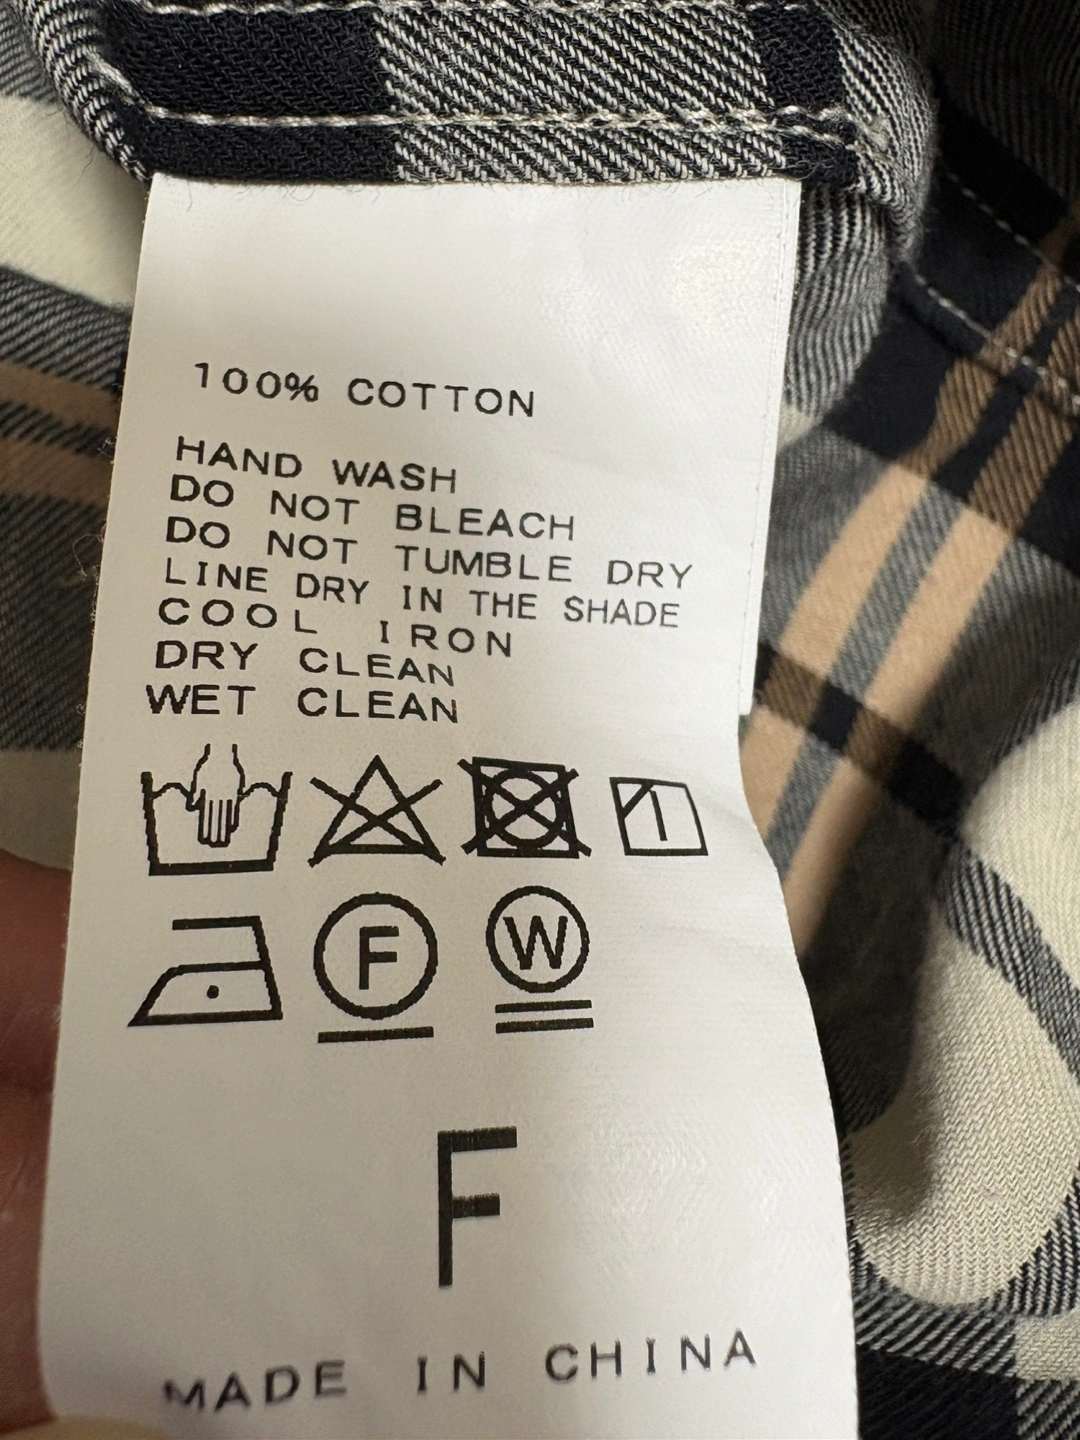 100% COTTON
HAND WASH
DO NOT BLEACH
DO NOT TUMBLE DRY
LINE DRY IN THE SHADE
COOL IRON
DRY CLEAN
WET CLEAN
F W
F
MADE IN CHINA